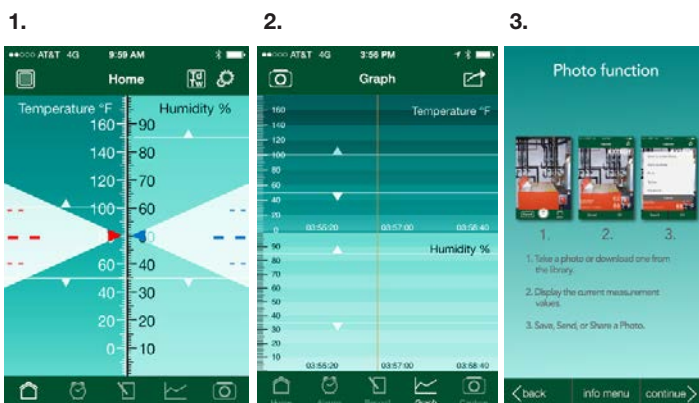 1.
2.
3.
AT&T 4G 9:59 AM
Home
Td
Tw
Temperature °F
Humidity %
160
90
140
80
120
70
100
60
60
40
40
30
20
20
0
10
AT&T 4G 3:56 PM
Graph
160
Temperature °F
140
120
100
80
60
40
20
0
03:55:20
03:57:00
03:58:40
90
Humidity %
80
70
60
50
40
30
20
10
03:55:20
03:57:00
03:58:40
Graph
Photo function
1.
2.
3.
1. Take a photo or download one from
the library.
2. Display the current measurement
values.
3. Save, Send, or Share a Photo.
back
info menu
continue